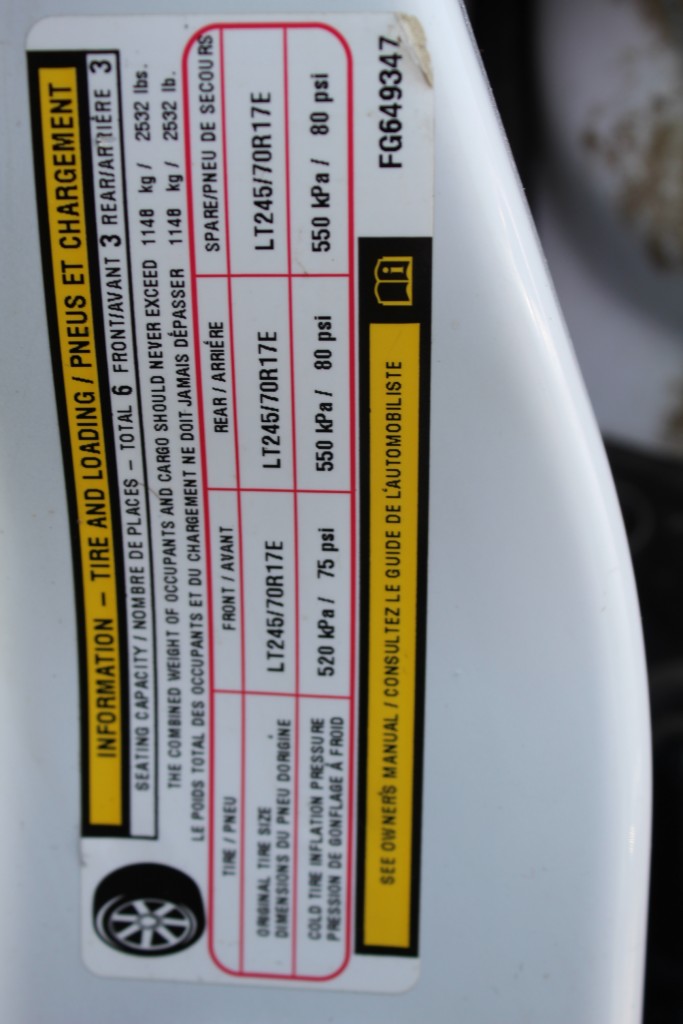 INFORMATION – TIRE AND LOADING / PNEUS ET CHARGEMENT
SEATING CAPACITY / NOMBRE DE PLACES – TOTAL 6 FRONT/AVANT 3 REAR/ARRIÈRE 3
THE COMBINED WEIGHT OF OCCUPANTS AND CARGO SHOULD NEVER EXCEED 1148 kg / 2532 lbs.
LE POIDS TOTAL DES OCCUPANTS ET DU CHARGEMENT NE DOIT JAMAIS DÉPASSER 1148 kg / 2532 lb.
TIRE / PNEU FRONT / AVANT REAR / ARRIÉRE SPARE/PNEU DE SECOURS
ORIGINAL TIRE SIZE
DIMENSIONS DU PNEU DORIGINE LT245/70R17E LT245/70R17E LT245/70R17E
COLD TIRE INFLATION PRESSURE
PRESSION DE GONFLAGE À FROID 520 kPa / 75 psi 550 kPa / 80 psi 550 kPa / 80 psi
SEE OWNER'S MANUAL / CONSULTEZ LE GUIDE DE L'AUTOMOBILISTE
FG649347